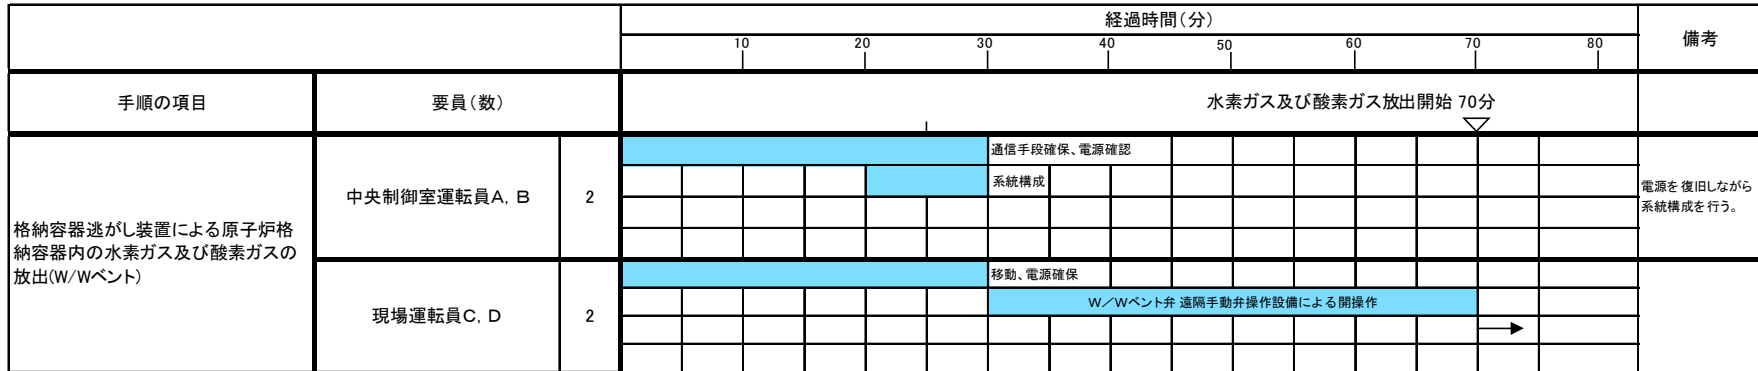 経過時間(分)
備考
10 20 30 40 50 60 70 80
手順の項目
要員(数)
水素ガス及び酸素ガス放出開始 70分
格納容器逃がし装置による原子炉格
納容器内の水素ガス及び酸素ガスの
放出(W/Wベント)
中央制御室運転員A, B
2
通信手段確保、電源確認
系統構成
電源を復旧しながら
系統構成を行う。
現場運転員C, D
2
移動、電源確保
W/Wベント弁 遠隔手動弁操作設備による開操作